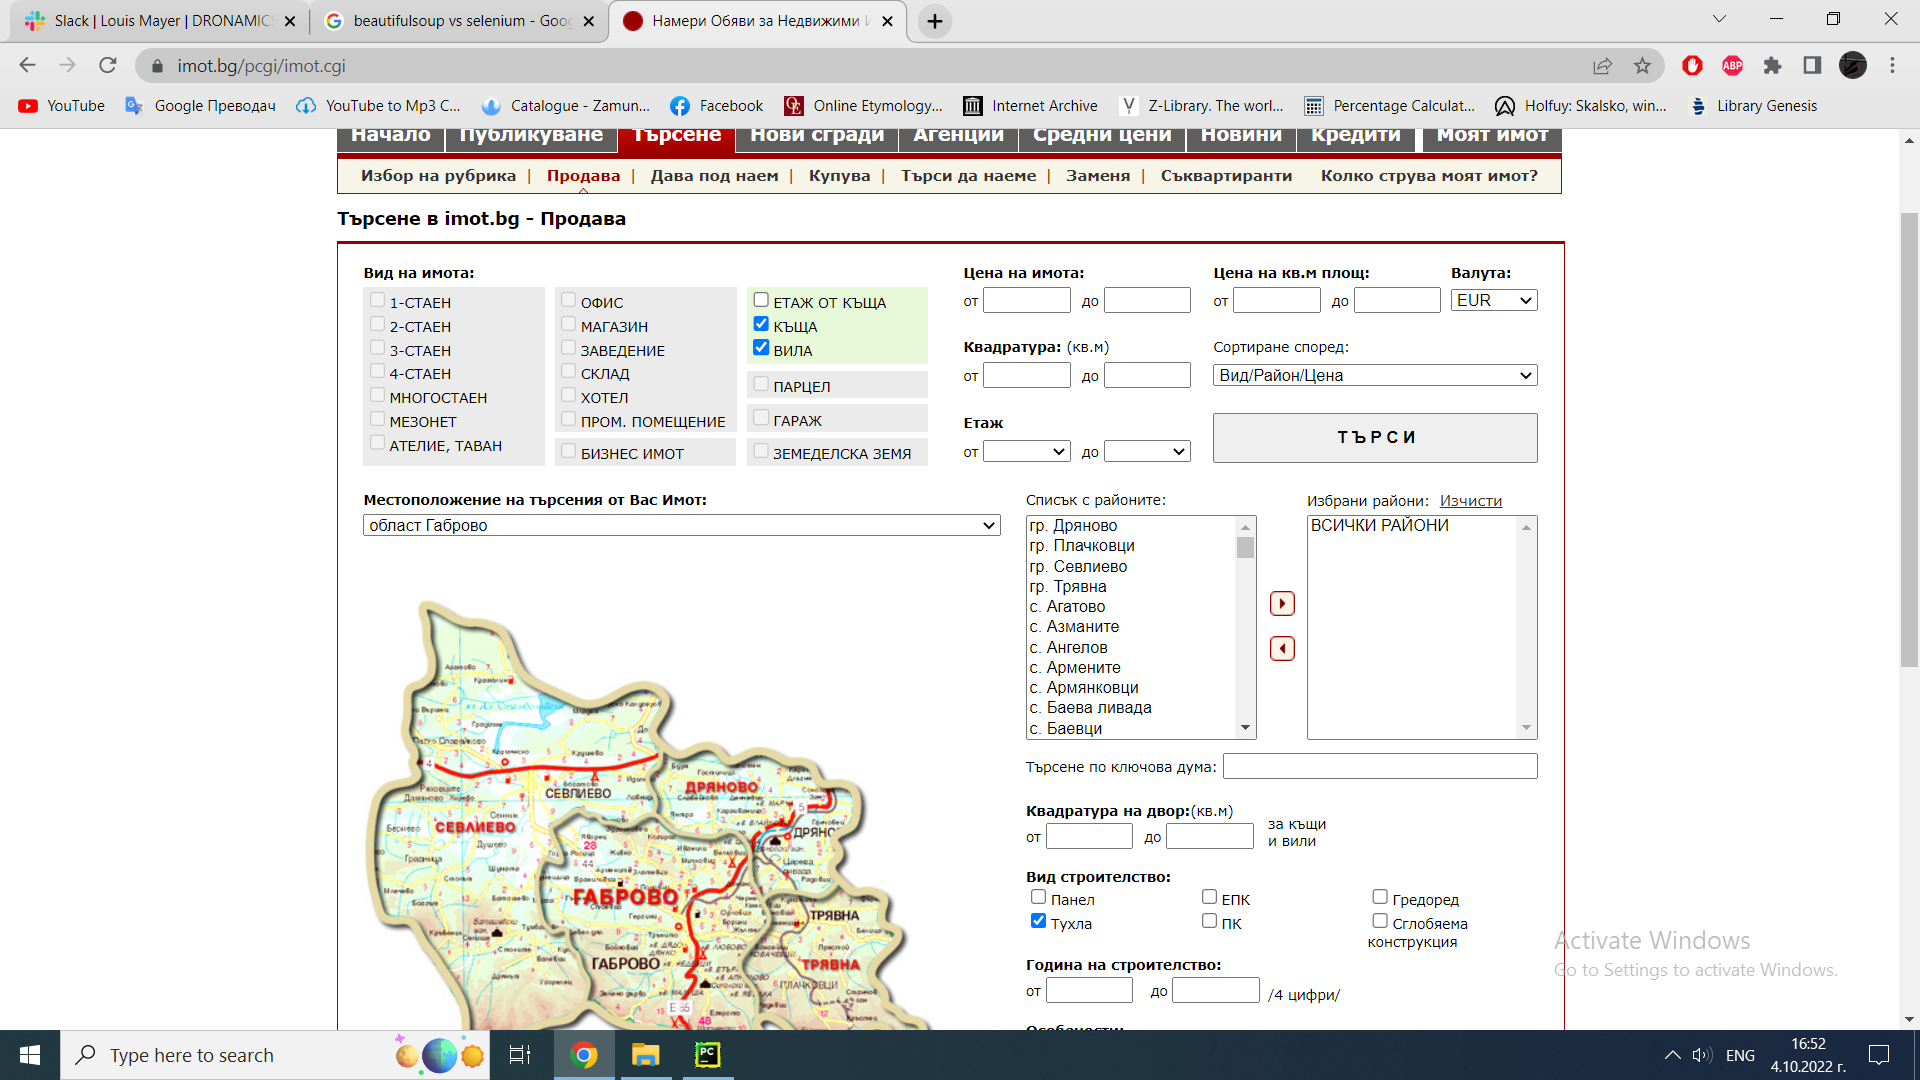 Slack | Louis Mayer | DRONAMICS
beautifulsoup vs selenium - Goog
Намери Обяви за Недвижими И
imot.bg/pcgi/imot.cgi
YouTube
Google Преводач
YouTube to Mp3 C...
Catalogue - Zamun...
Facebook
Online Etymology...
Internet Archive
Z-Library. The worl...
Percentage Calculat...
Holfuy: Skalsko, win...
Library Genesis
Начало Публикуване Търсене Нови сгради Агенции Средни цени Новини Кредити Моят имот
Избор на рубрика | Продава | Дава под наем | Купува | Търси да наеме | Заменя | Съквартиранти Колко струва моят имот?
Търсене в imot.bg - Продава
Вид на имота:
1-СТАЕН
2-СТАЕН
3-СТАЕН
4-СТАЕН
МНОГОСТАЕН
МЕЗОНЕТ
АТЕЛИЕ, ТАВАН
ОФИС
МАГАЗИН
ЗАВЕДЕНИЕ
СКЛАД
ХОТЕЛ
ПРОМ. ПОМЕЩЕНИЕ
БИЗНЕС ИМОТ
ЕТАЖ ОТ КЪЩА
КЪЩА
ВИЛА
ПАРЦЕЛ
ГАРАЖ
ЗЕМЕДЕЛСКА ЗЕМЯ
Цена на имота:
от до
Квадратура: (кв.м)
от до
Етаж
от до
Цена на кв.м площ:
от до
Валута:
EUR
Сортиране според:
Вид/Район/Цена
ТЪРСИ
Местоположение на търсения от Вас Имот:
област Габрово
Списък с районите:
гр. Дряново
гр. Плачковци
гр. Севлиево
гр. Трявна
с. Агатово
с. Азманите
с. Ангелов
с. Армените
с. Армянковци
с. Баева ливада
с. Баевци
Избрани райони: Изчисти
ВСИЧКИ РАЙОНИ
Търсене по ключова дума:
Квадратура на двор:(кв.м)
от до за къщи
и вили
Вид строителство:
Панел ЕПК Гредоред
Тухла ПК Сглобяема
конструкция
Година на строителство:
от до /4 цифри/
Особености:
ДРЯНОВО
СЕВЛИЕВО
СЕВЛИЕВО
ДРЯНО
28
44
ГАБРОВО
ТРЯВНА
ГАБРОВО
ТРЯВНА
ПЛАЧКОВЦИ
E 85
48
Activate Windows
Go to Settings to activate Windows.
Type here to search
ENG
16:52
4.10.2022 г.